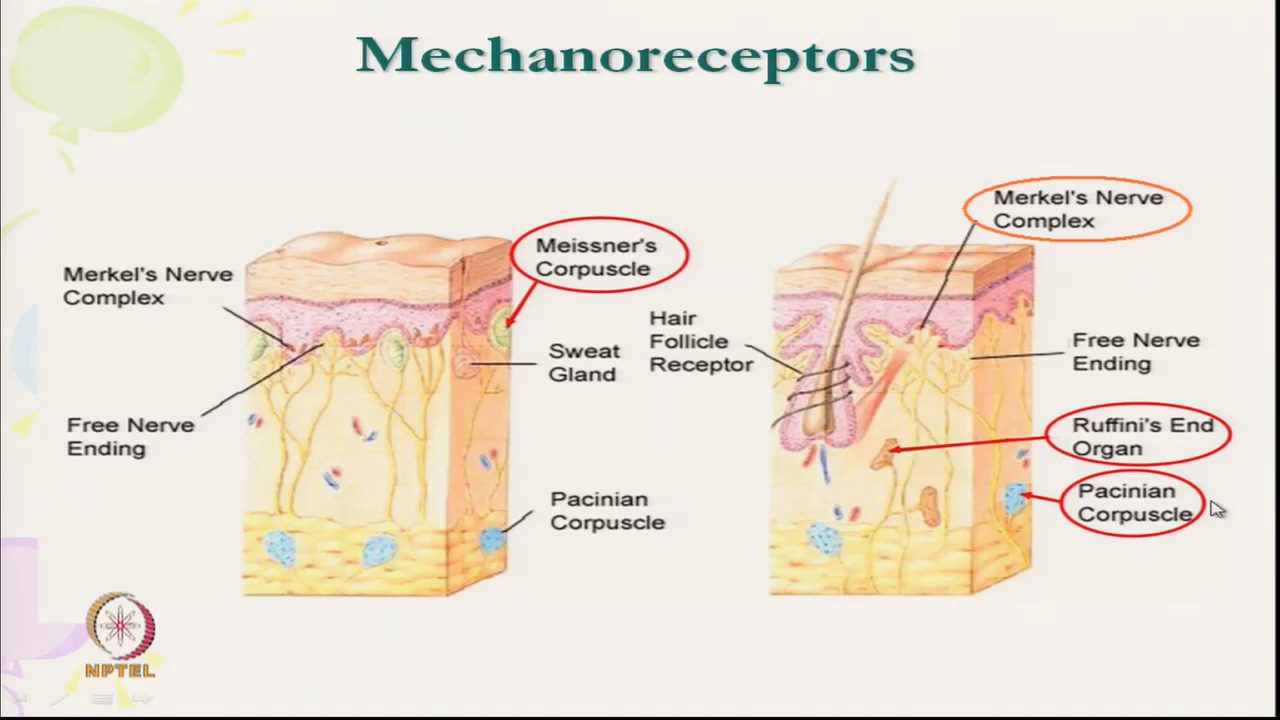 Mechanoreceptors
Merkel's Nerve
Complex
Free Nerve
Ending
Meissner's
Corpuscle
Sweat
Gland
Pacinian
Corpuscle
Hair
Follicle
Receptor
Merkel's Nerve
Complex
Free Nerve
Ending
Ruffini's End
Organ
Pacinian
Corpuscle
NPTEL